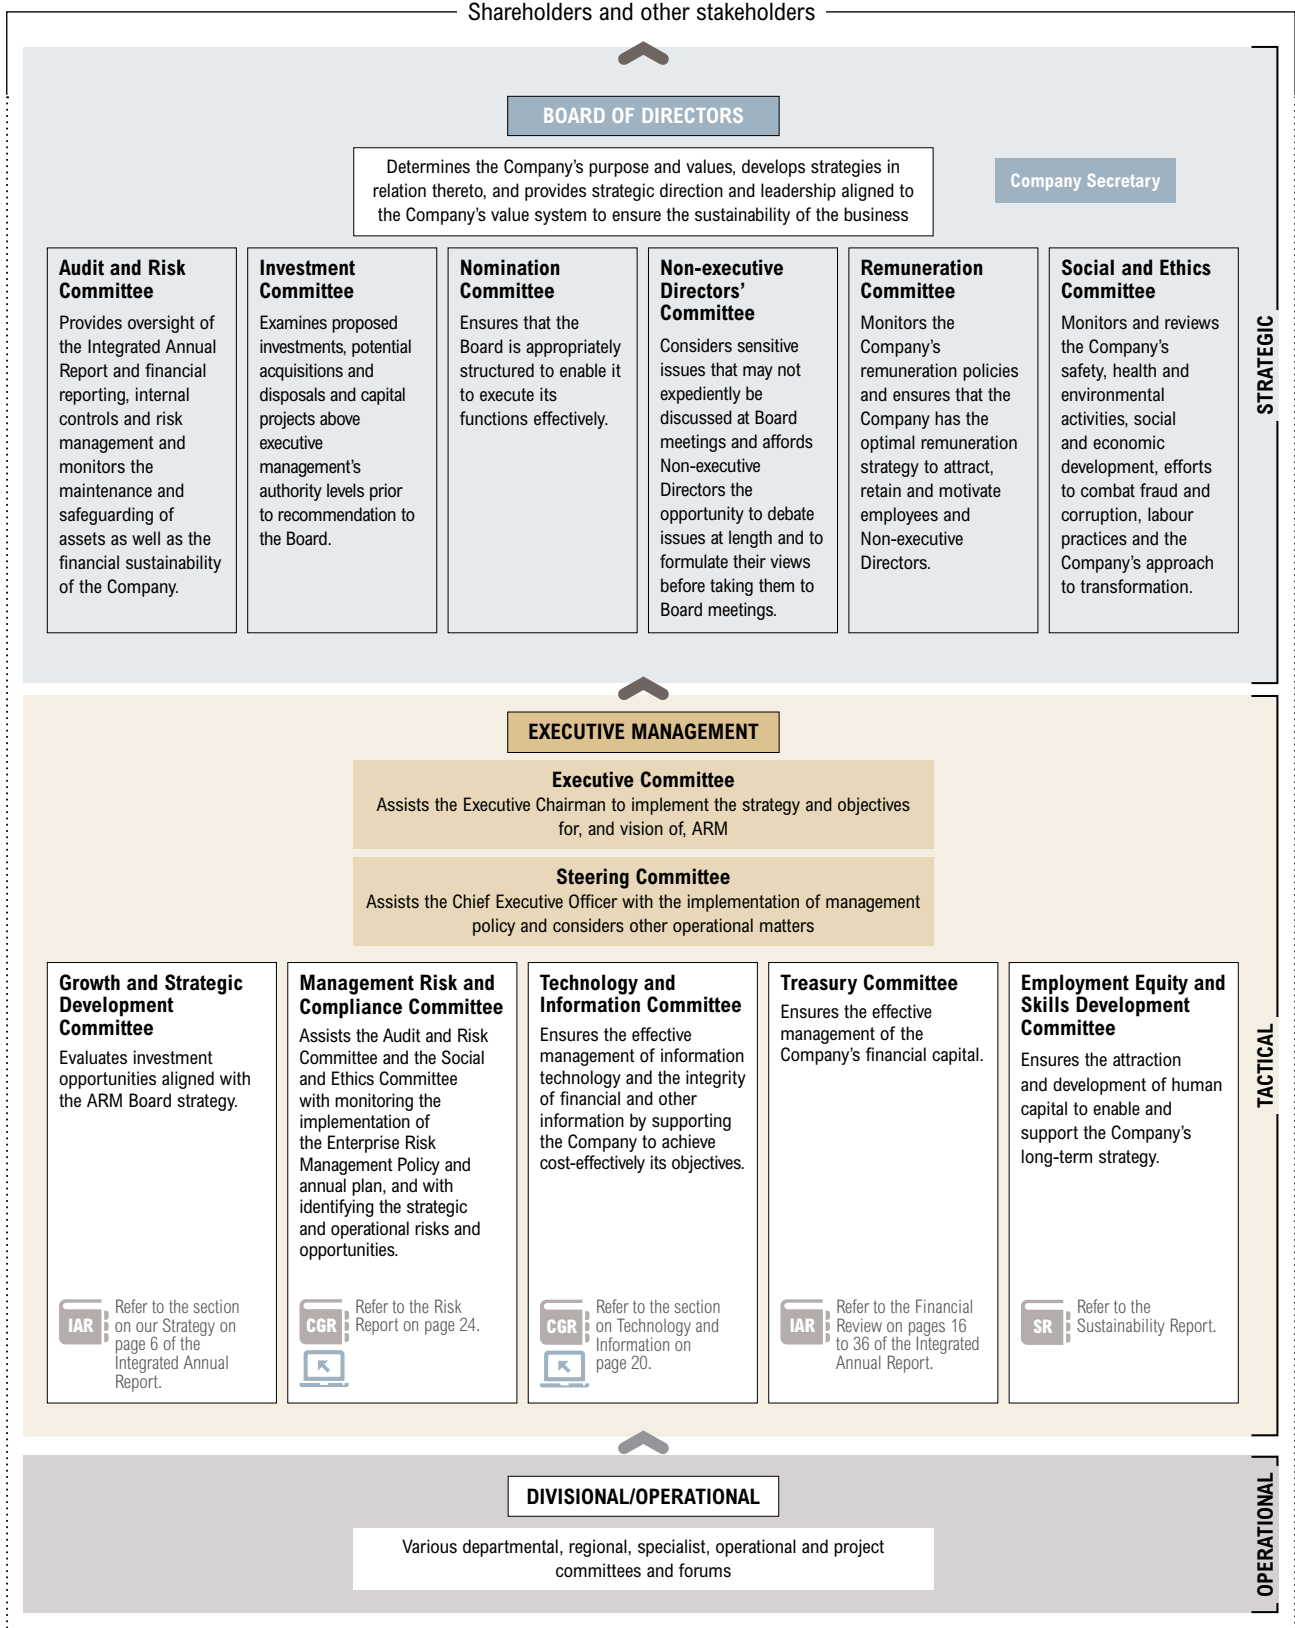 Shareholders and other stakeholders
BOARD OF DIRECTORS
Determines the Company's purpose and values, develops strategies in
relation thereto, and provides strategic direction and leadership aligned to
the Company's value system to ensure the sustainability of the business
Company Secretary
Audit and Risk
Committee
Provides oversight of
the Integrated Annual
Report and financial
reporting, internal
controls and risk
management and
monitors the
maintenance and
safeguarding of
assets as well as the
financial sustainability
of the Company.
Investment
Committee
Examines proposed
investments, potential
acquisitions and
disposals and capital
projects above
executive
management's
authority levels prior
to recommendation to
the Board.
Nomination
Committee
Ensures that the
Board is appropriately
structured to enable it
to execute its
functions effectively.
Non-executive
Directors'
Committee
Considers sensitive
issues that may not
expediently be
discussed at Board
meetings and affords
Non-executive
Directors the
opportunity to debate
issues at length and to
formulate their views
before taking them to
Board meetings.
Remuneration
Committee
Monitors the
Company's
remuneration policies
and ensures that the
Company has the
optimal remuneration
strategy to attract,
retain and motivate
employees and
Non-executive
Directors.
Social and Ethics
Committee
Monitors and reviews
the Company's
safety, health and
environmental
activities, social
and economic
development, efforts
to combat fraud and
corruption, labour
practices and the
Company's approach
to transformation.
STRATEGIC
EXECUTIVE MANAGEMENT
Executive Committee
Assists the Executive Chairman to implement the strategy and objectives
for, and vision of, ARM
Steering Committee
Assists the Chief Executive Officer with the implementation of management
policy and considers other operational matters
Growth and Strategic
Development
Committee
Evaluates investment
opportunities aligned with
the ARM Board strategy.
IAR
Refer to the section
on our Strategy on
page 6 of the
Integrated Annual
Report.
Management Risk and
Compliance Committee
Assists the Audit and Risk
Committee and the Social
and Ethics Committee
with monitoring the
implementation of
the Enterprise Risk
Management Policy and
annual plan, and with
identifying the strategic
and operational risks and
opportunities.
CGR
Refer to the Risk
Report on page 24.
Technology and
Information Committee
Ensures the effective
management of information
technology and the integrity
of financial and other
information by supporting
the Company to achieve
cost-effectively its objectives.
CGR
Refer to the section
on Technology and
Information on
page 20.
Treasury Committee
Ensures the effective
management of the
Company's financial capital.
IAR
Refer to the Financial
Review on pages 16
to 36 of the Integrated
Annual Report.
Employment Equity and
Skills Development
Committee
Ensures the attraction
and development of human
capital to enable and
support the Company's
long-term strategy.
SR
Refer to the
Sustainability Report.
TACTICAL
DIVISIONAL/OPERATIONAL
Various departmental, regional, specialist, operational and project
committees and forums
OPERATIONAL